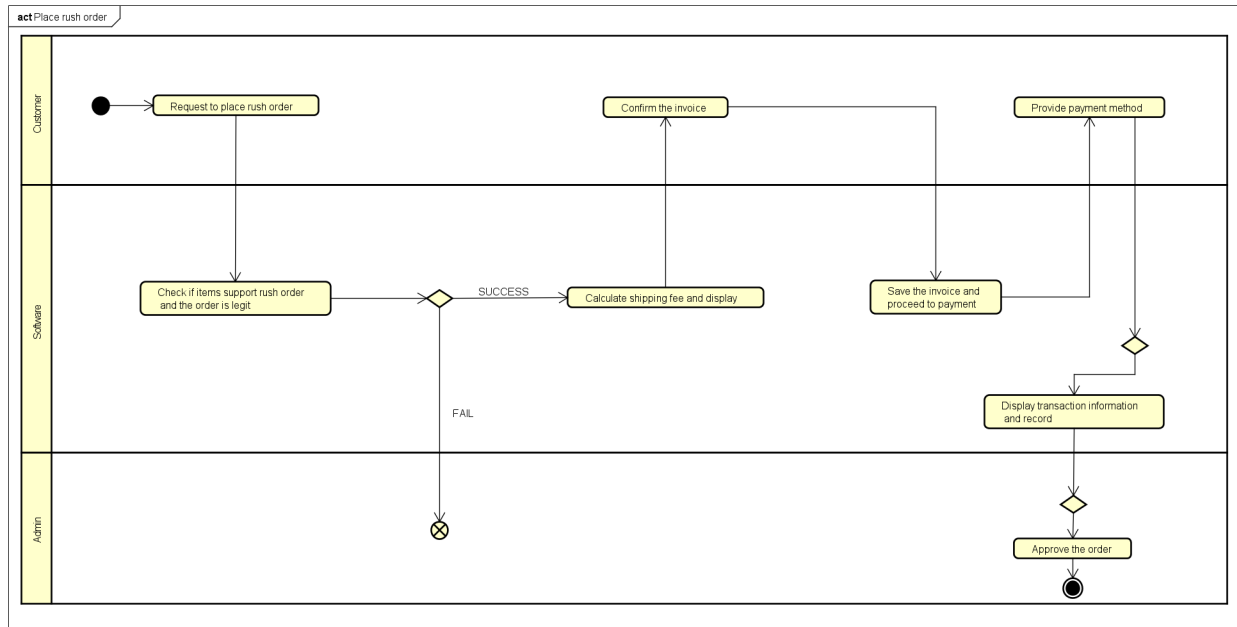 act Place rush order
Customer
Request to place rush order
Confirm the invoice
Provide payment method
Software
Check if items support rush order
and the order is legit
SUCCESS
Calculate shipping fee and display
Save the invoice and
proceed to payment
FAIL
Display transaction information
and record
Admin
Approve the order